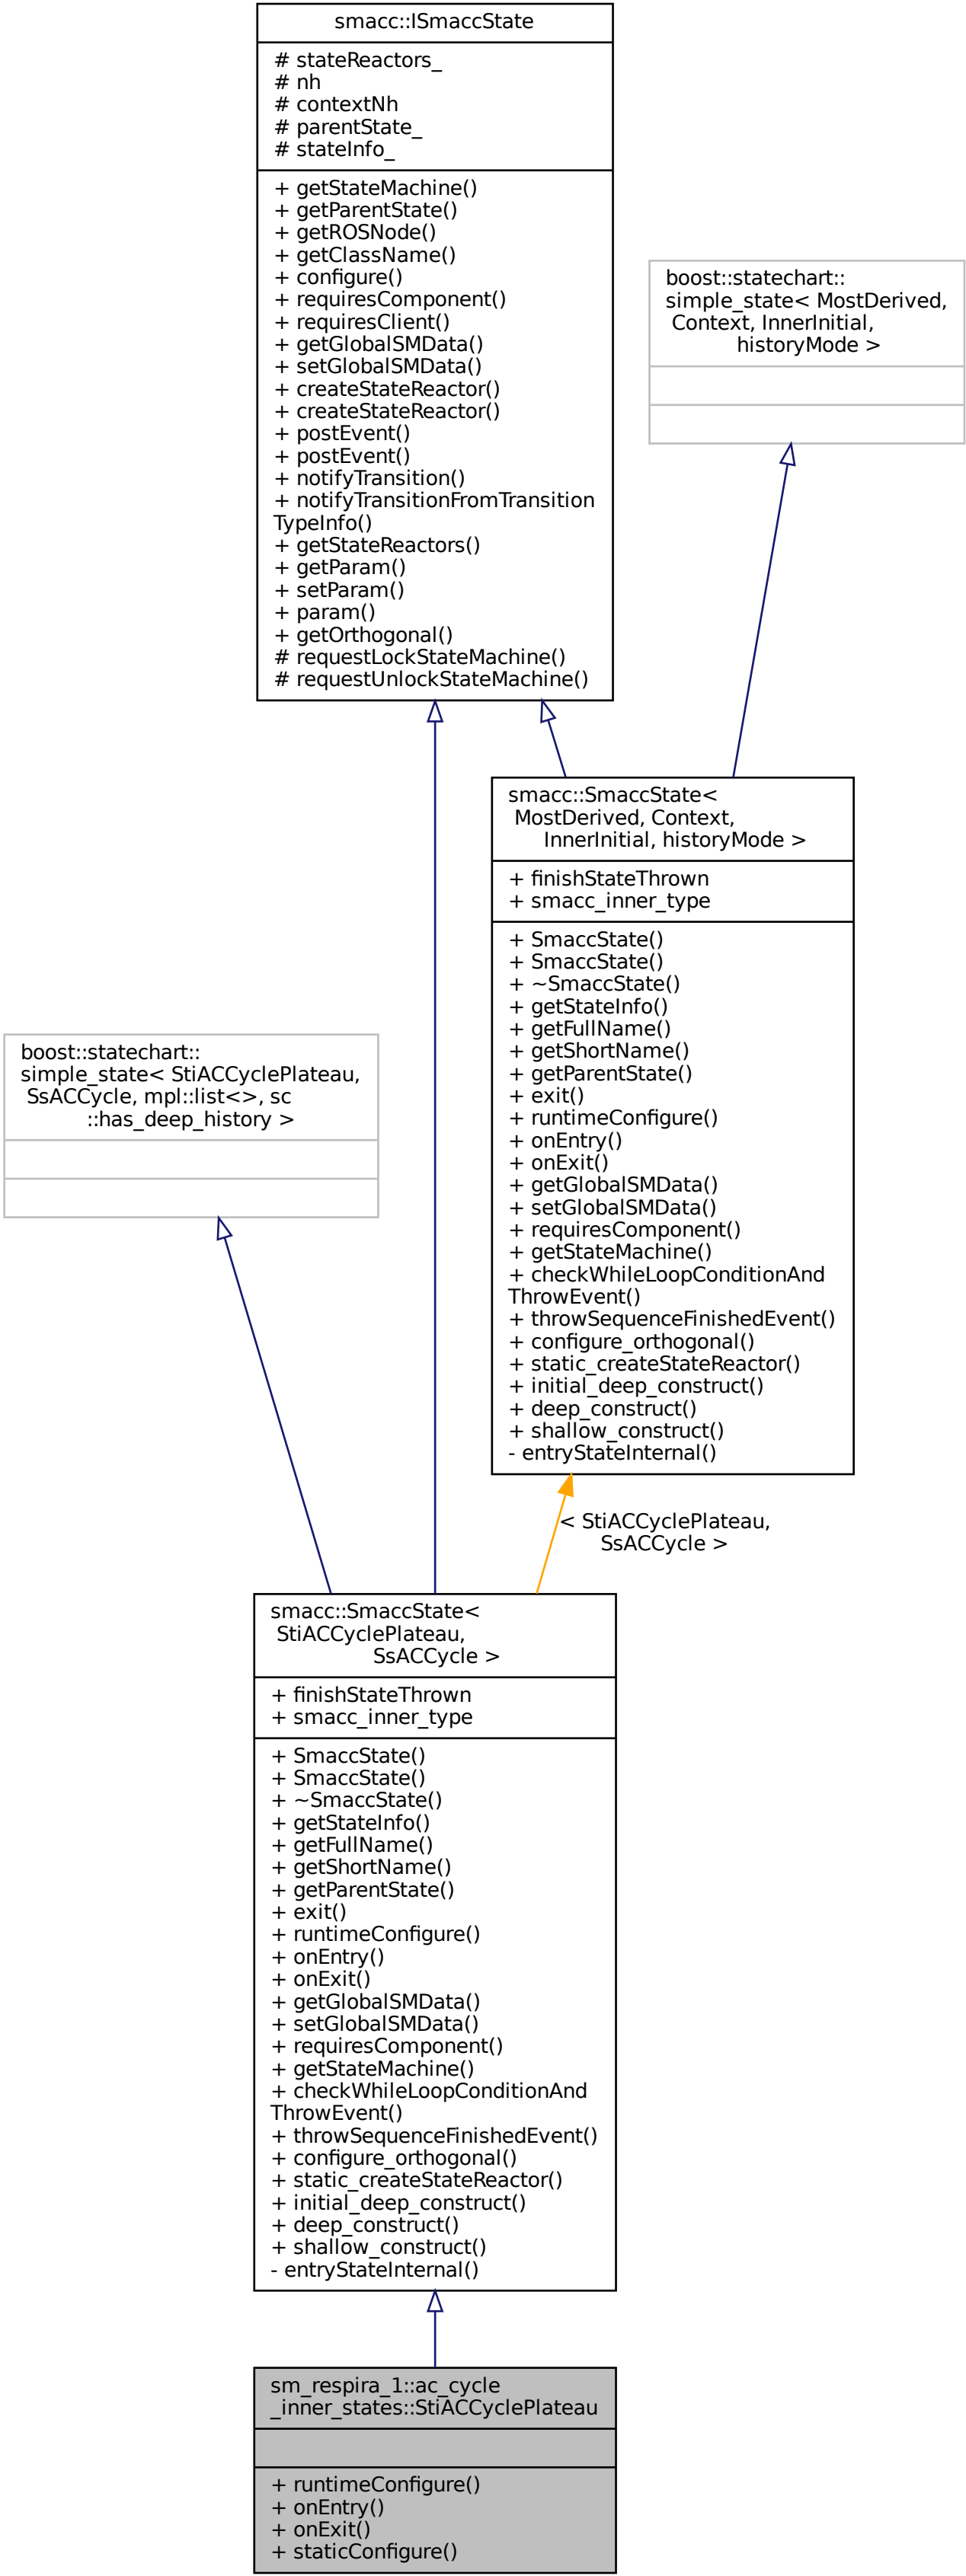 smacc::ISmaccState
# stateReactors_
# nh
# contextNh
# parentState_
# stateInfo_
+ getStateMachine()
+ getParentState()
+ getROSNode()
+ getClassName()
+ configure()
+ requiresComponent()
+ requiresClient()
+ getGlobalSMData()
+ setGlobalSMData()
+ createStateReactor()
+ createStateReactor()
+ postEvent()
+ postEvent()
+ notifyTransition()
+ notifyTransitionFromTransition
TypeInfo()
+ getStateReactors()
+ getParam()
+ setParam()
+ param()
+ getOrthogonal()
# requestLockStateMachine()
# requestUnlockStateMachine()
boost::statechart::
simple_state< MostDerived,
Context, InnerInitial,
historyMode >
smacc::SmaccState<
MostDerived, Context,
InnerInitial, historyMode >
+ finishStateThrown
+ smacc_inner_type
+ SmaccState()
+ SmaccState()
+ ~SmaccState()
+ getStateInfo()
+ getFullName()
+ getShortName()
+ getParentState()
+ exit()
+ runtimeConfigure()
+ onEntry()
+ onExit()
+ getGlobalSMData()
+ setGlobalSMData()
+ requiresComponent()
+ getStateMachine()
+ checkWhileLoopConditionAnd
ThrowEvent()
+ throwSequenceFinishedEvent()
+ configure_orthogonal()
+ static_createStateReactor()
+ initial_deep_construct()
+ deep_construct()
+ shallow_construct()
- entryStateInternal()
boost::statechart::
simple_state< StiACCyclePlateau,
SsACCycle, mpl::list<>, sc
::has_deep_history >
< StiACCyclePlateau,
SsACCycle >
smacc::SmaccState<
StiACCyclePlateau,
SsACCycle >
+ finishStateThrown
+ smacc_inner_type
+ SmaccState()
+ SmaccState()
+ ~SmaccState()
+ getStateInfo()
+ getFullName()
+ getShortName()
+ getParentState()
+ exit()
+ runtimeConfigure()
+ onEntry()
+ onExit()
+ getGlobalSMData()
+ setGlobalSMData()
+ requiresComponent()
+ getStateMachine()
+ checkWhileLoopConditionAnd
ThrowEvent()
+ throwSequenceFinishedEvent()
+ configure_orthogonal()
+ static_createStateReactor()
+ initial_deep_construct()
+ deep_construct()
+ shallow_construct()
- entryStateInternal()
sm_respira_1::ac_cycle
_inner_states::StiACCyclePlateau
+ runtimeConfigure()
+ onEntry()
+ onExit()
+ staticConfigure()